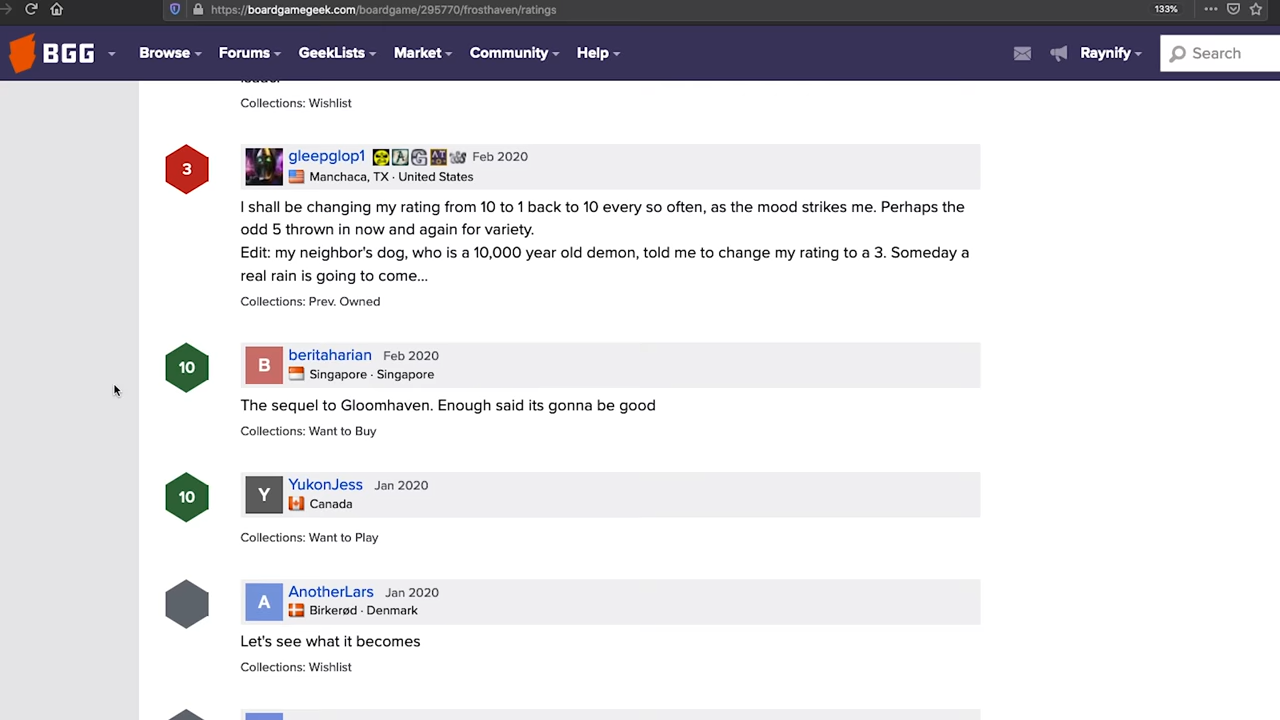 https://boardgamegeek.com/boardgame/295770/frosthaven/ratings
133%
BGG
Browse
Forums
GeekLists
Market
Community
Help
Raynify
Search
Collections: Wishlist
3
gleepglop1 Feb 2020
Manchaca, TX · United States
I shall be changing my rating from 10 to 1 back to 10 every so often, as the mood strikes me. Perhaps the
odd 5 thrown in now and again for variety.
Edit: my neighbor's dog, who is a 10,000 year old demon, told me to change my rating to a 3. Someday a
real rain is going to come...
Collections: Prev. Owned
10
B
beritaharian Feb 2020
Singapore · Singapore
The sequel to Gloomhaven. Enough said its gonna be good
Collections: Want to Buy
10
Y
YukonJess Jan 2020
Canada
Collections: Want to Play
A
AnotherLars Jan 2020
Birkerød · Denmark
Let's see what it becomes
Collections: Wishlist